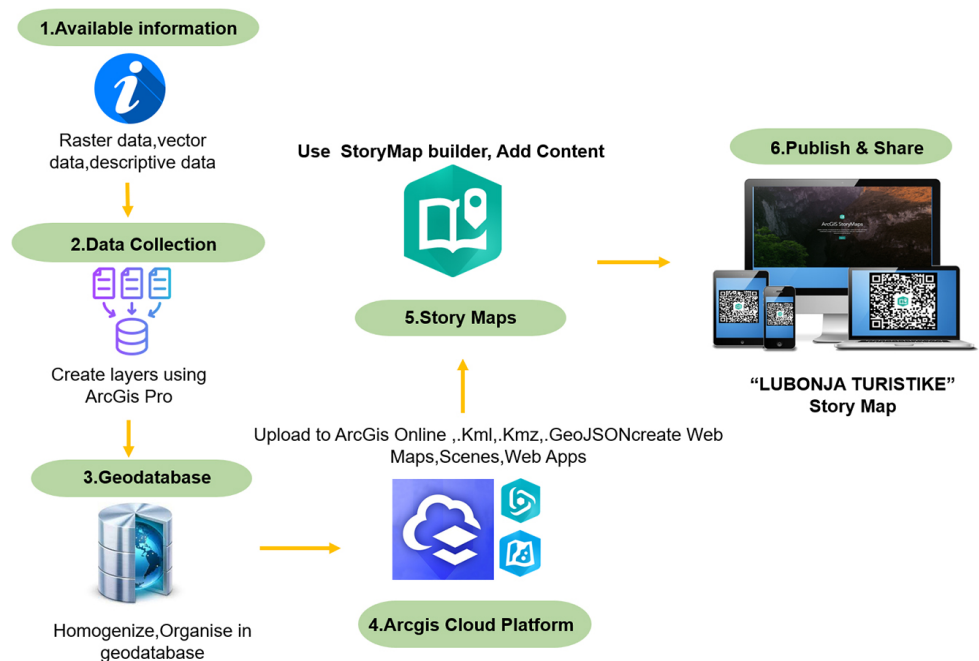 1.Available information
Raster data,vector
data,descriptive data
2.Data Collection
Create layers using
ArcGis Pro
3.Geodatabase
Homogenize,Organise in
geodatabase
Upload to ArcGis Online ,.Kml,.Kmz,.GeoJSONcreate Web
Maps,Scenes,Web Apps
4.Arcgis Cloud Platform
Use StoryMap builder, Add Content
5.Story Maps
6.Publish & Share
ArcGIS StoryMaps
“LUBONJA TURISTIKE”
Story Map